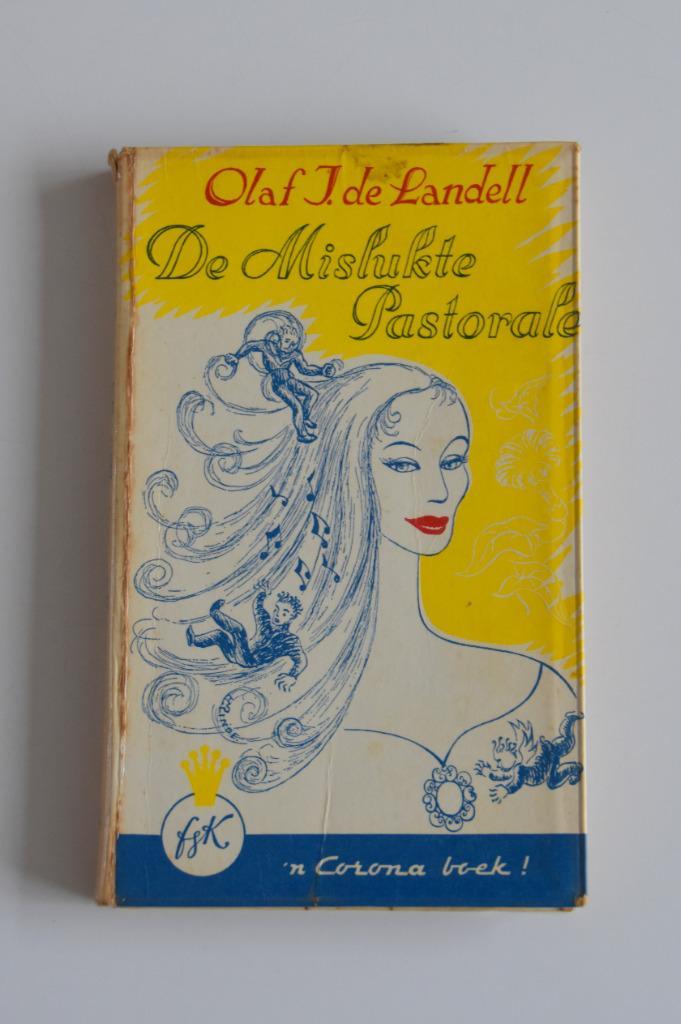 Olaf J. de Landell
De Mislukte
Pastorale
fsK
'n Corona boek!